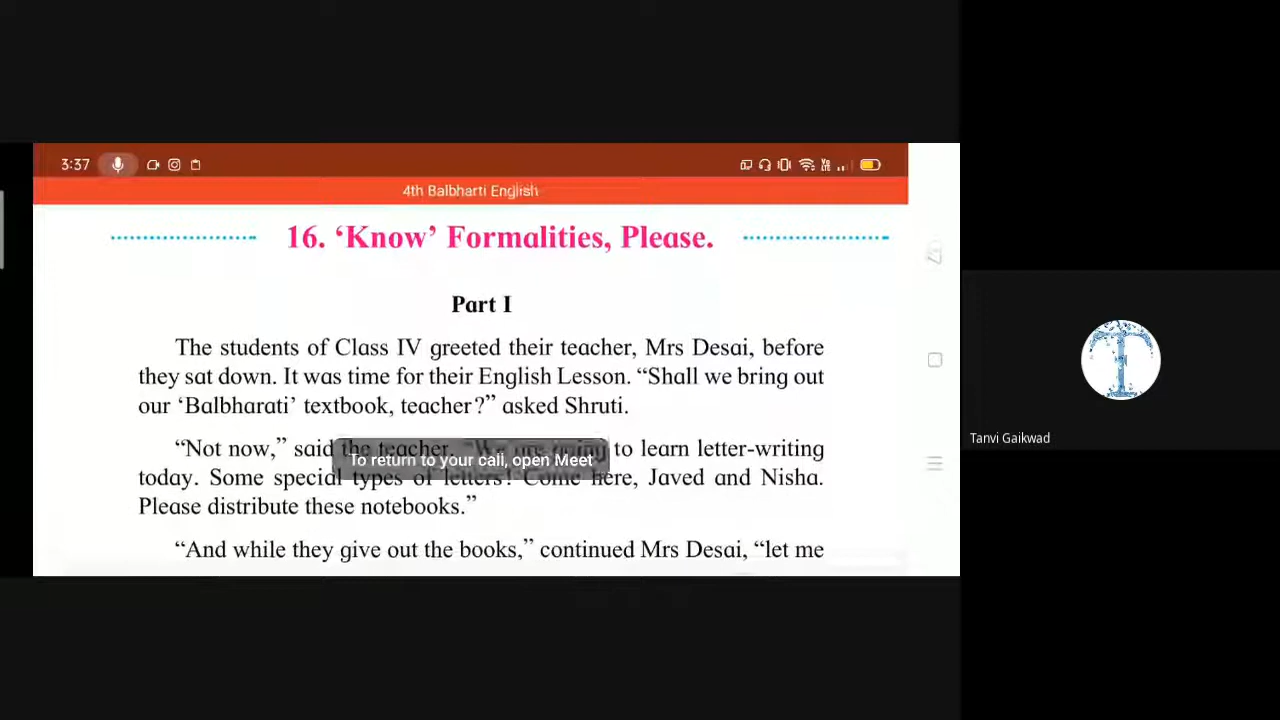 3:37
4th Balbharti English
16. ‘Know’ Formalities, Please.
Part I
The students of Class IV greeted their teacher, Mrs Desai, before
they sat down. It was time for their English Lesson. “Shall we bring out
our ‘Balbharati’ textbook, teacher?” asked Shruti.
“Not now,” said the teacher. “We are going to learn letter-writing
To return to your call, open Meet
today. Some special types of letters! Come here, Javed and Nisha.
Please distribute these notebooks.”
“And while they give out the books,” continued Mrs Desai, “let me
Tanvi Gaikwad